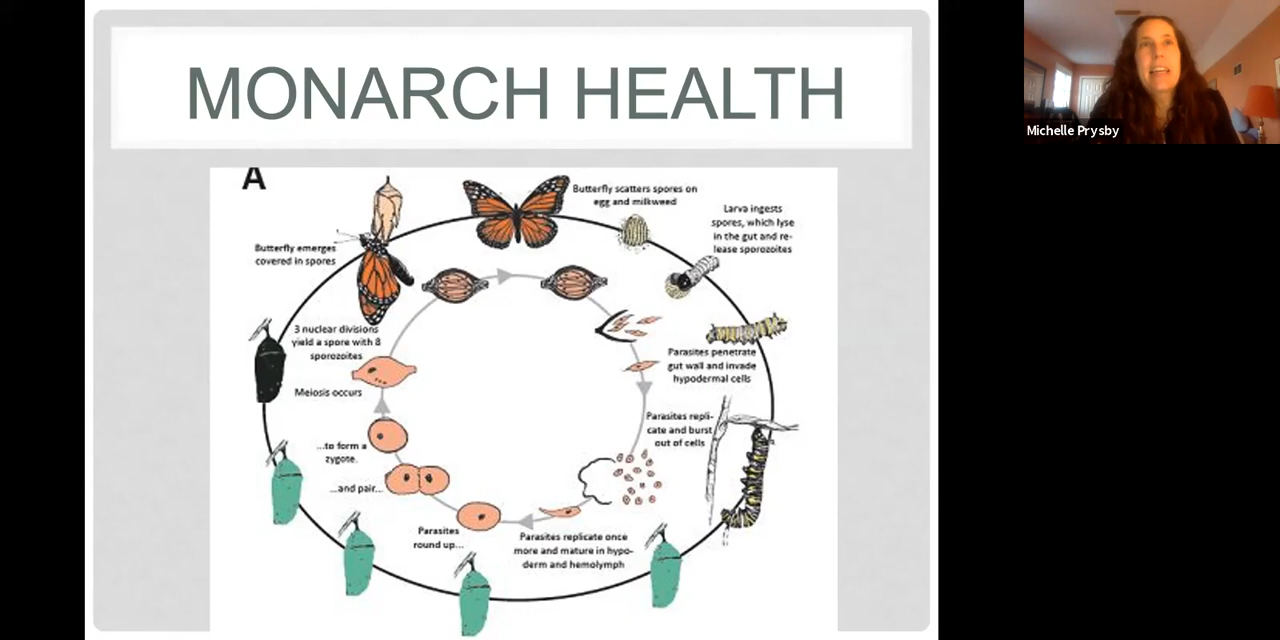 MONARCH HEALTH
Michelle Prysby
A
Butterfly scatters spores on
egg and milkweed
Larva ingests
spores, which lyse
in the gut and re-
lease sporozoites
Butterfly emerges
covered in spores
3 nuclear divisions
yield a spore with 8
sporozoites
Parasites penetrate
gut wall and invade
hypodermal cells
Meiosis occurs
Parasites repli-
cate and burst
out of cells
...to form a
zygote.
...and pair...
Parasites
round up...
Parasites replicate once
more and mature in hypo-
derm and hemolymph